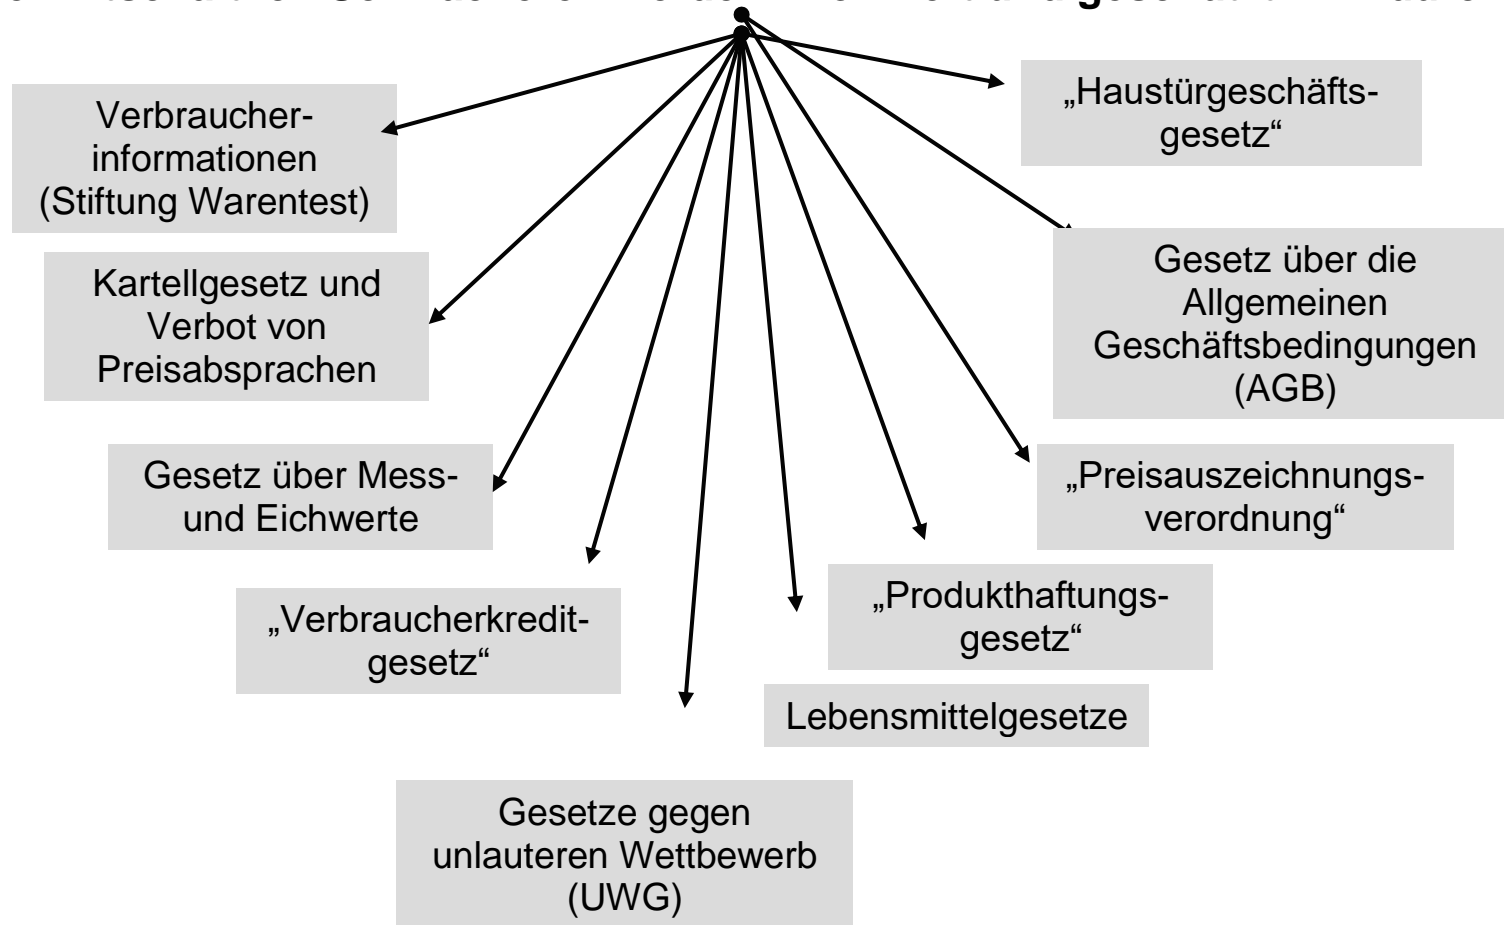 Verbraucher-
informationen
(Stiftung Warentest)
„Haustürgeschäfts-
gesetz“
Kartellgesetz und
Verbot von
Preisabsprachen
Gesetz über die
Allgemeinen
Geschäftsbedingungen
(AGB)
Gesetz über Mess-
und Eichwerte
„Preisauszeichnungs-
verordnung“
„Verbraucherkredit-
gesetz“
„Produkthaftungs-
gesetz“
Lebensmittelgesetze
Gesetze gegen
unlauteren Wettbewerb
(UWG)